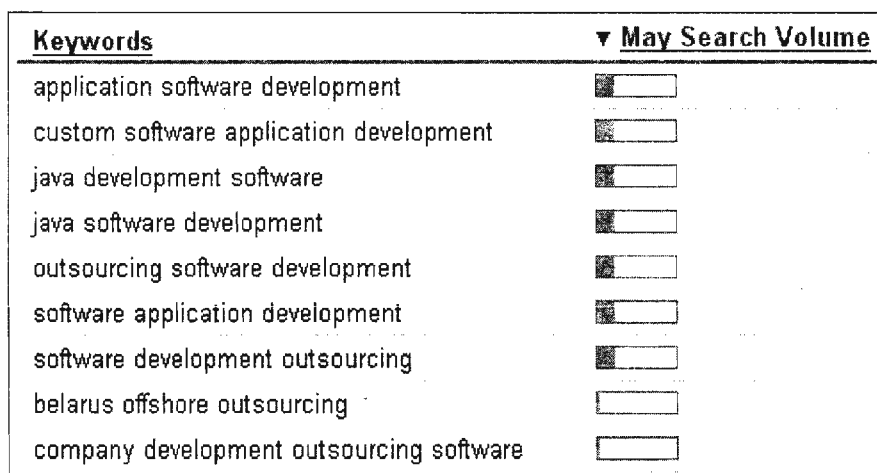 Keywords ▼ May Search Volume
application software development
custom software application development
java development software
java software development
outsourcing software development
software application development
software development outsourcing
belarus offshore outsourcing
company development outsourcing software